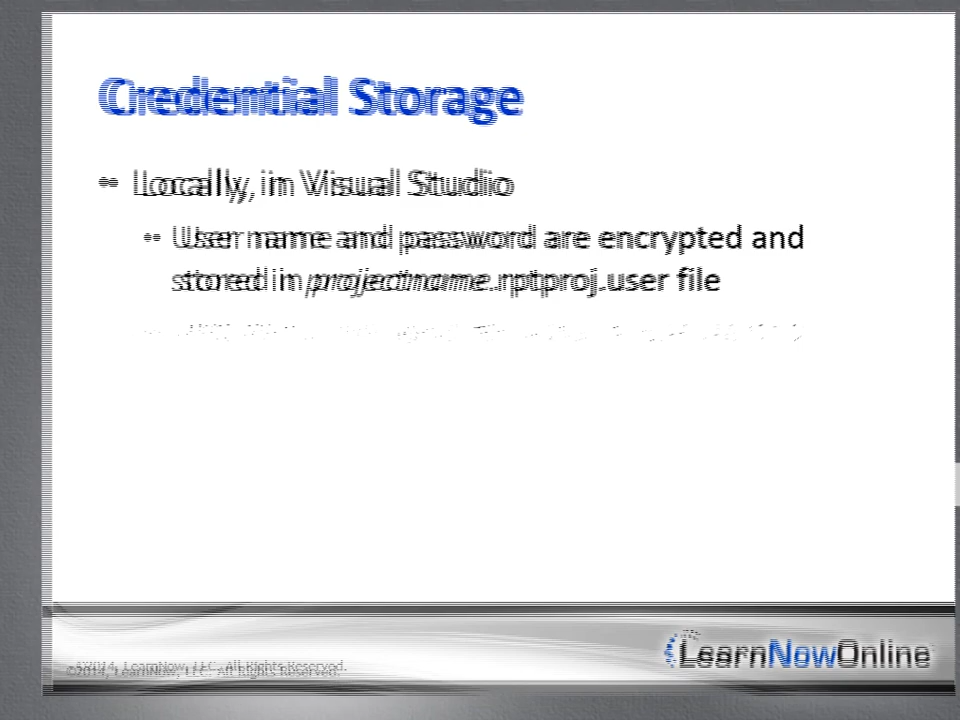 Credential Storage
•• Locally, in Visual Studio
•• User name and password are encrypted and
stored in projectname.rptproj.user file
©2014, LearnNow, LLC. All Rights Reserved.
LearnNowOnline